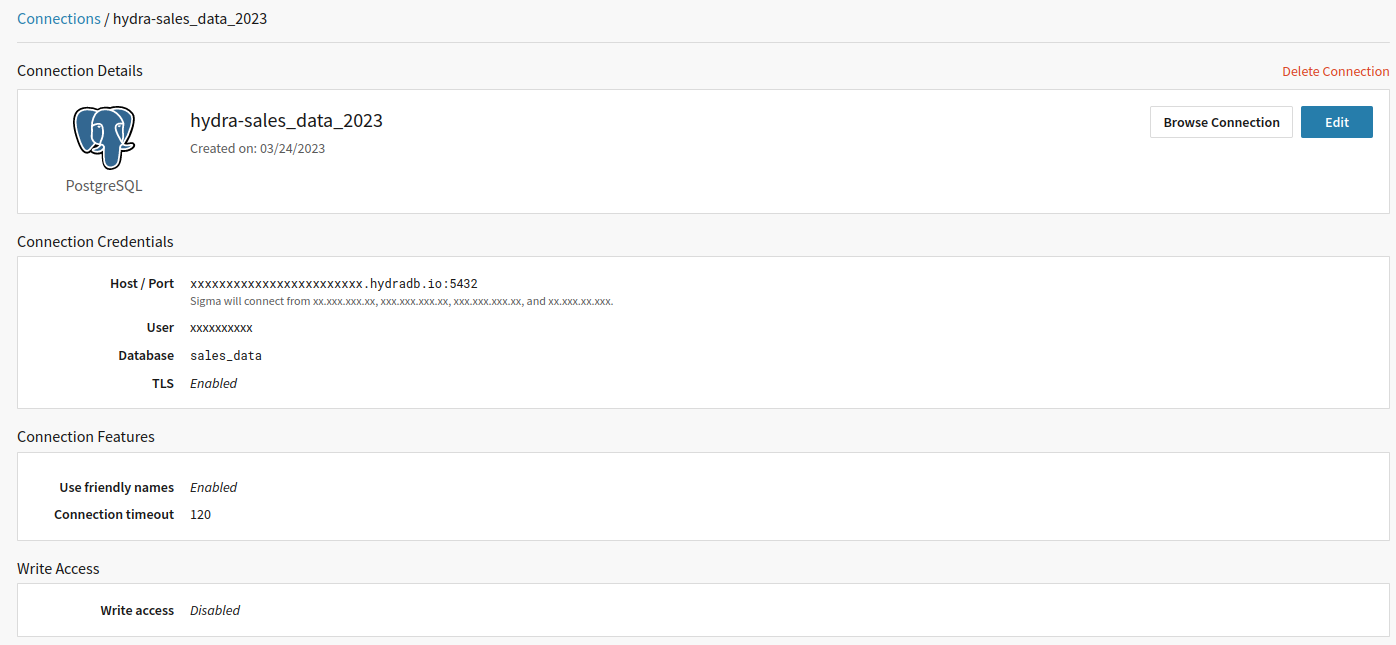 Connections / hydra-sales_data_2023
Connection Details
Delete Connection
PostgreSQL
hydra-sales_data_2023
Created on: 03/24/2023
Browse Connection
Edit
Connection Credentials
Host / Port xxxxxxxxxxxxxxxxxxxxxxxx.hydradb.io:5432
Sigma will connect from xx.xxx.xxx.xx, xxx.xxx.xxx.xx, xxx.xxx.xxx.xx, and xx.xxx.xx.xxx.
User xxxxxxxxxx
Database sales_data
TLS Enabled
Connection Features
Use friendly names Enabled
Connection timeout 120
Write Access
Write access Disabled